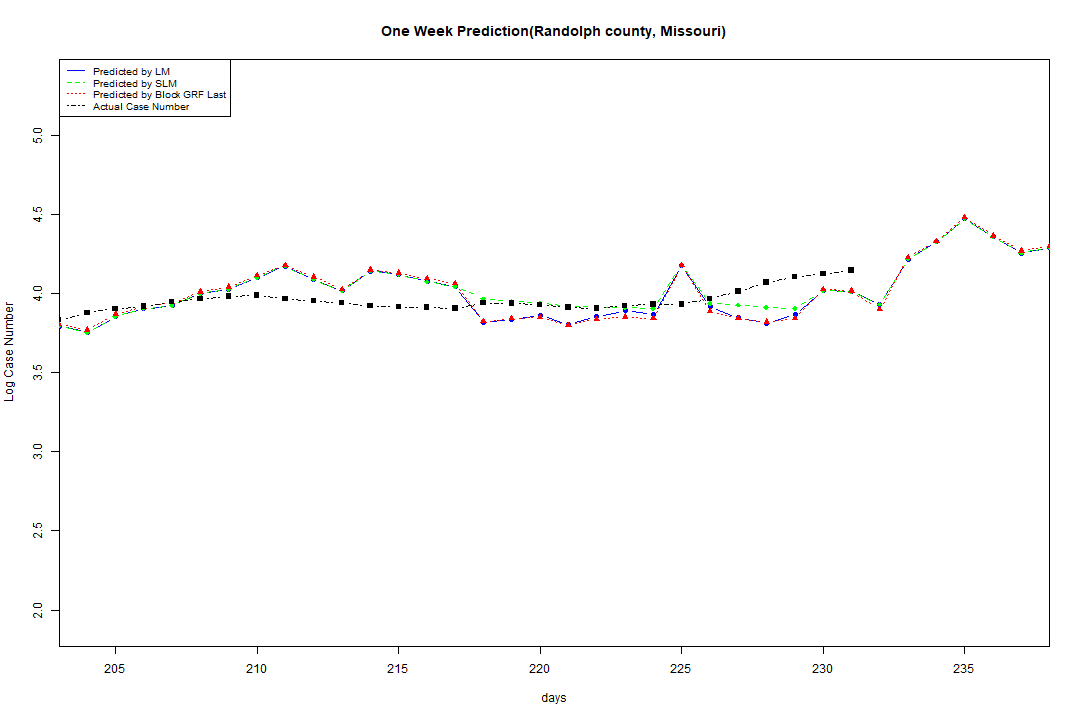 One Week Prediction(Randolph county, Missouri)
Predicted by LM
Predicted by SLM
Predicted by Block GRF Last
Actual Case Number
5.0
4.5
4.0
3.5
3.0
2.5
2.0
Log Case Number
205 210 215 220 225 230 235
days